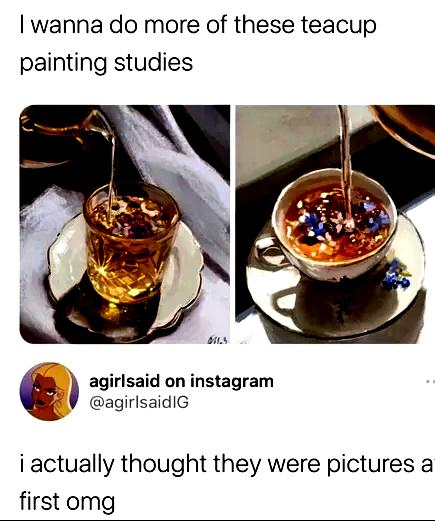 I wanna do more of these teacup
painting studies
agirlsaid on instagram
@agirlsaidIG
i actually thought they were pictures a
first omg